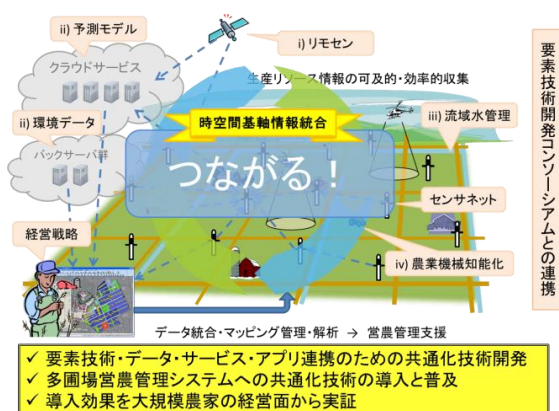 ii) 予測モデル
クラウドサービス
i) リモセン
生産リソース情報の可及的・効率的収集
ii)環境データ
バックサーバ群
時空間基軸情報統合
つながる！
iii) 流域水管理
センサネット
経営戦略
iv) 農業機械知能化
データ統合・マッピング管理・解析 → 営農管理支援
要素技術開発コンソーシアムとの連携
✓ 要素技術・データ・サービス・アプリ連携のための共通化技術開発
✓ 多圃場営農管理システムへの共通化技術の導入と普及
✓ 導入効果を大規模農家の経営面から実証